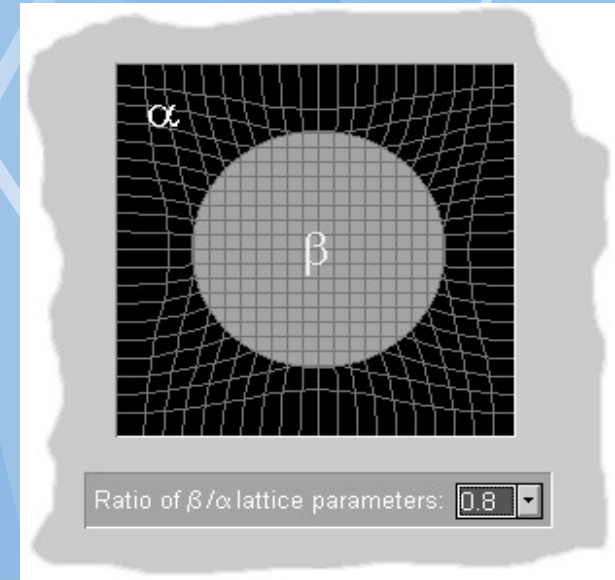 α
β
Ratio of β/α lattice parameters: 0.8